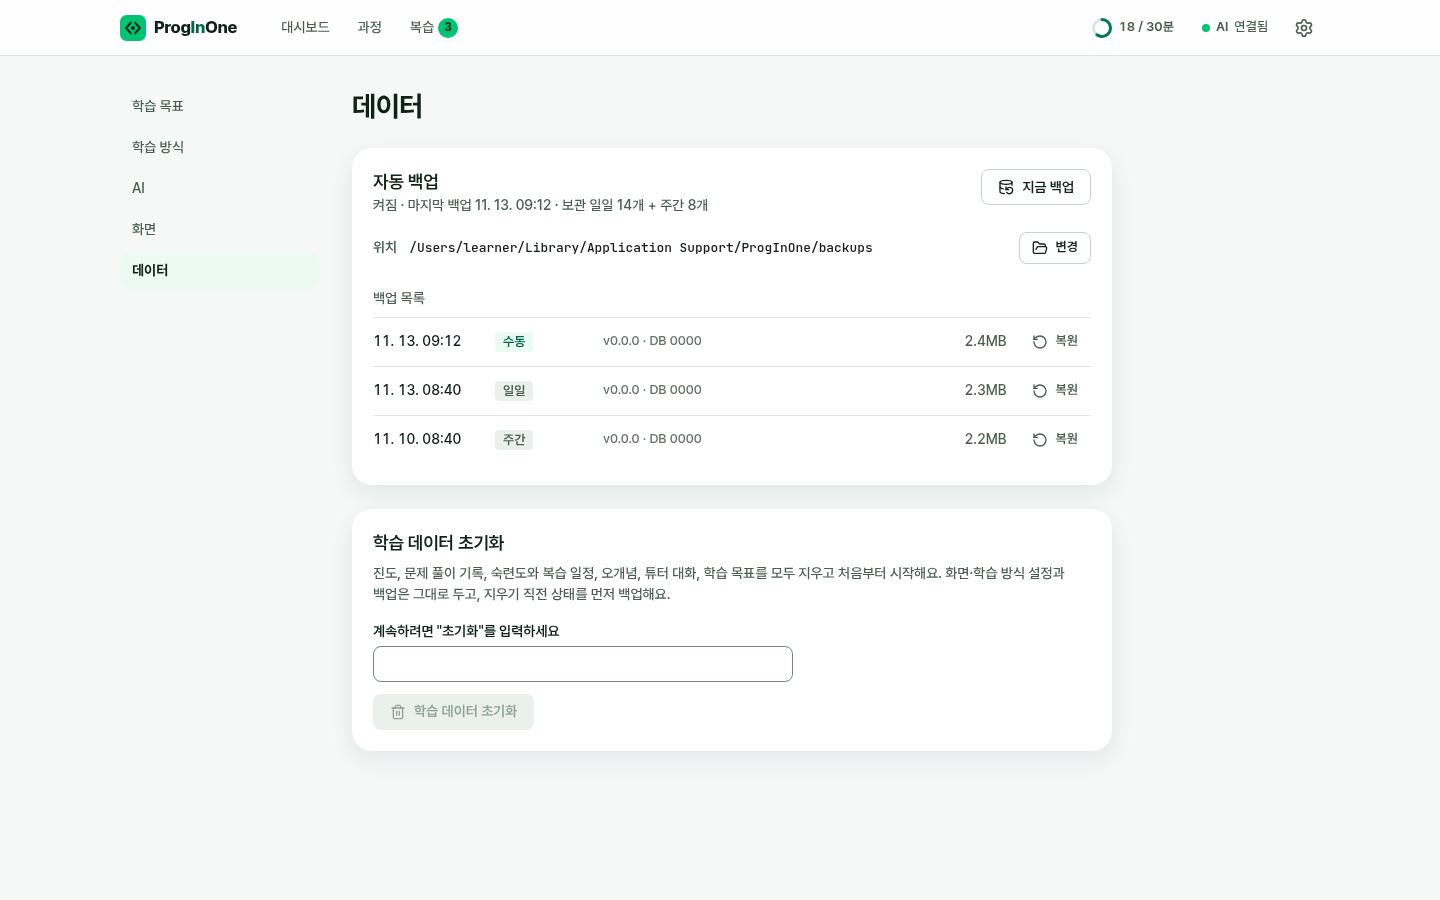 ProgInOne
대시보드
과정
복습 3
18 / 30분
AI 연결됨
학습 목표
학습 방식
AI
화면
데이터
데이터
자동 백업
켜짐 · 마지막 백업 11. 13. 09:12 · 보관 일일 14개 + 주간 8개
지금 백업
위치 /Users/learner/Library/Application Support/ProgInOne/backups
변경
백업 목록
11. 13. 09:12 수동 v0.0.0 · DB 0000 2.4MB 복원
11. 13. 08:40 일일 v0.0.0 · DB 0000 2.3MB 복원
11. 10. 08:40 주간 v0.0.0 · DB 0000 2.2MB 복원
학습 데이터 초기화
진도, 문제 풀이 기록, 숙련도와 복습 일정, 오개념, 튜터 대화, 학습 목표를 모두 지우고 처음부터 시작해요. 화면·학습 방식 설정과
백업은 그대로 두고, 지우기 직전 상태를 먼저 백업해요.
계속하려면 "초기화"를 입력하세요
학습 데이터 초기화